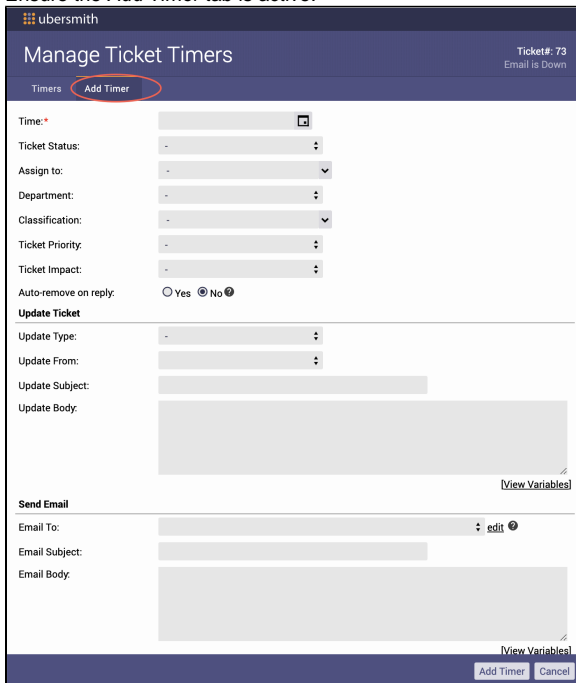 Ensure the Add Timer tab is active.
ubersmith
Manage Ticket Timers
Ticket#: 73
Email is Down
Timers Add Timer
Time:*
Ticket Status: -
Assign to: -
Department: -
Classification: -
Ticket Priority: -
Ticket Impact: -
Auto-remove on reply: Yes No ?
Update Ticket
Update Type: -
Update From:
Update Subject:
Update Body:
[View Variables]
Send Email
Email To: edit ?
Email Subject:
Email Body:
[View Variables]
Add Timer Cancel